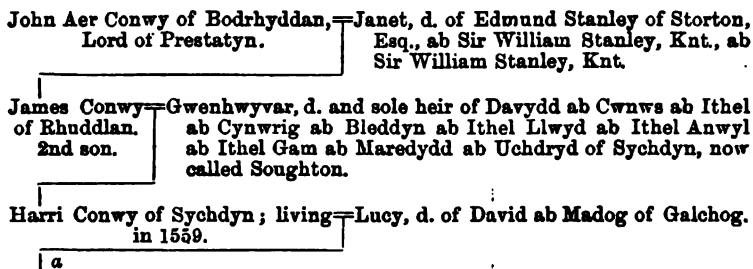 John Aer Conwy of Bodrhyddan,=Janet, d. of Edmund Stanley of Storton,
Lord of Prestatyn. Esq., ab Sir William Stanley, Knt., ab
Sir William Stanley, Knt.
James Conwy=Gwenhwyvar, d. and sole heir of Davydd ab Cwnws ab Ithel
of Rhuddlan. ab Cynwrig ab Bleddyn ab Ithel Llwyd ab Ithel Anwyl
2nd son. ab Ithel Gam ab Maredydd ab Uchdryd of Sychdyn, now
called Soughton.
Harri Conwy of Sychdyn; living=Lucy, d. of David ab Madog of Galchog.
in 1559.
a